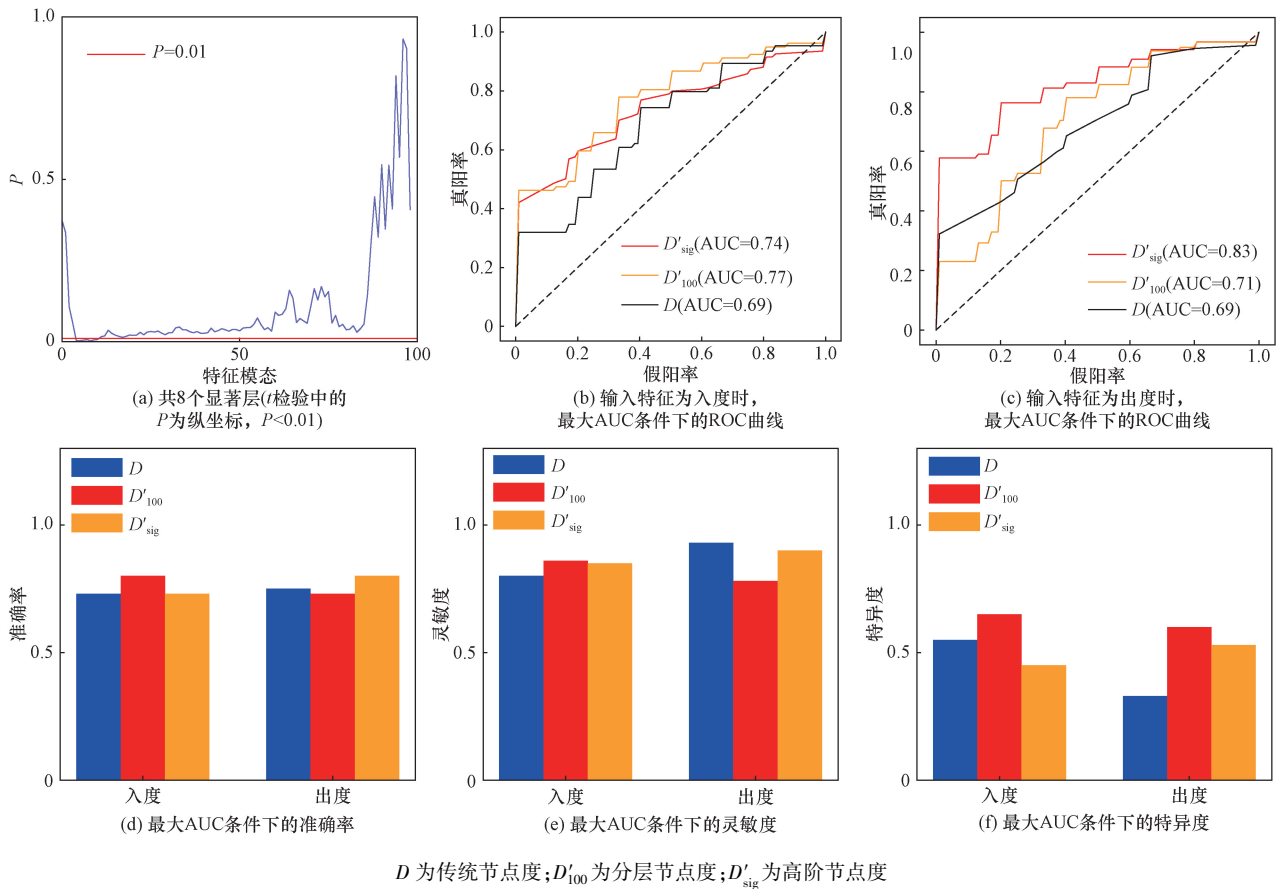 1.0
0.5
0
P
P=0.01
0
50
100
特征模态
(a) 共8个显著层(t检验中的
P为纵坐标，P<0.01)
1.0
0.8
0.6
0.4
0.2
0
真阳率
D′sig(AUC=0.74)
D′100(AUC=0.77)
D(AUC=0.69)
0
0.2
0.4
0.6
0.8
1.0
假阳率
(b) 输入特征为入度时，
最大AUC条件下的ROC曲线
1.0
0.8
0.6
0.4
0.2
0
真阳率
D′sig(AUC=0.83)
D′100(AUC=0.71)
D(AUC=0.69)
0
0.2
0.4
0.6
0.8
1.0
假阳率
(c) 输入特征为出度时，
最大AUC条件下的ROC曲线
D
D′100
D′sig
1.0
0.5
0
准确率
入度
出度
(d) 最大AUC条件下的准确率
D
D′100
D′sig
1.0
0.5
0
灵敏度
入度
出度
(e) 最大AUC条件下的灵敏度
D
D′100
D′sig
1.0
0.5
0
特异度
入度
出度
(f) 最大AUC条件下的特异度
D 为传统节点度；D′100 为分层节点度；D′sig 为高阶节点度